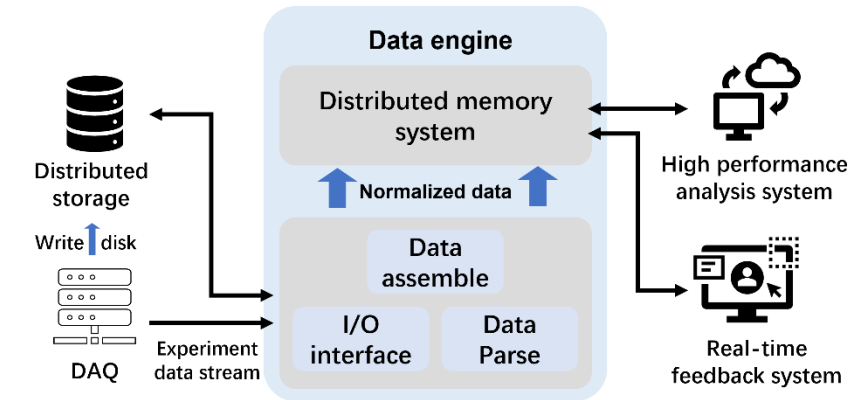 Data engine
Distributed memory
system
Normalized data
Data
assemble
I/O
interface
Data
Parse
Distributed
storage
Write disk
DAQ
Experiment
data stream
High performance
analysis system
Real-time
feedback system